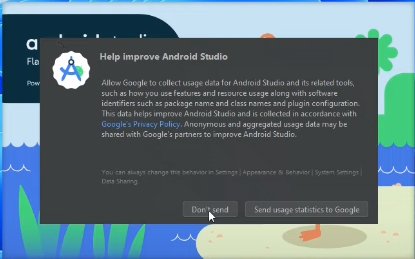 android studio
Fla
Pow
Help improve Android Studio
Allow Google to collect usage data for Android Studio and its related tools,
such as how you use features and resource usage along with software
identifiers such as package name and class names and plugin configuration.
This data helps improve Android Studio and is collected in accordance with
Google's Privacy Policy. Anonymous and aggregated usage data may be
shared with Google's partners to improve Android Studio.
You can always change this behavior in Settings | Appearance & Behavior | System Settings |
Data Sharing
Don't send
Send usage statistics to Google